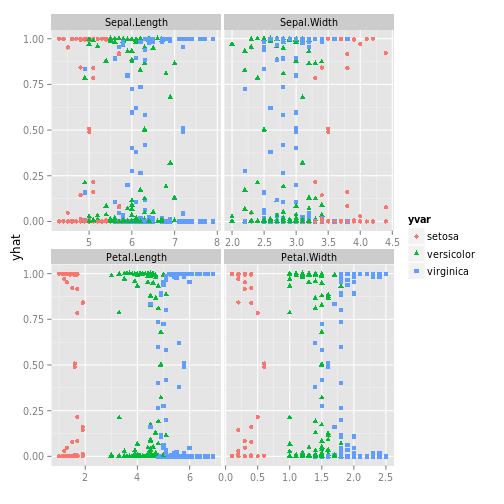 Sepal.Length Sepal.Width
1.00
0.75
0.50
0.25
0.00
5 6 7 8 2.0 2.5 3.0 3.5 4.0 4.5
yhat
yvar
setosa
versicolor
virginica
Petal.Length Petal.Width
1.00
0.75
0.50
0.25
0.00
2 4 6 0.0 0.5 1.0 1.5 2.0 2.5